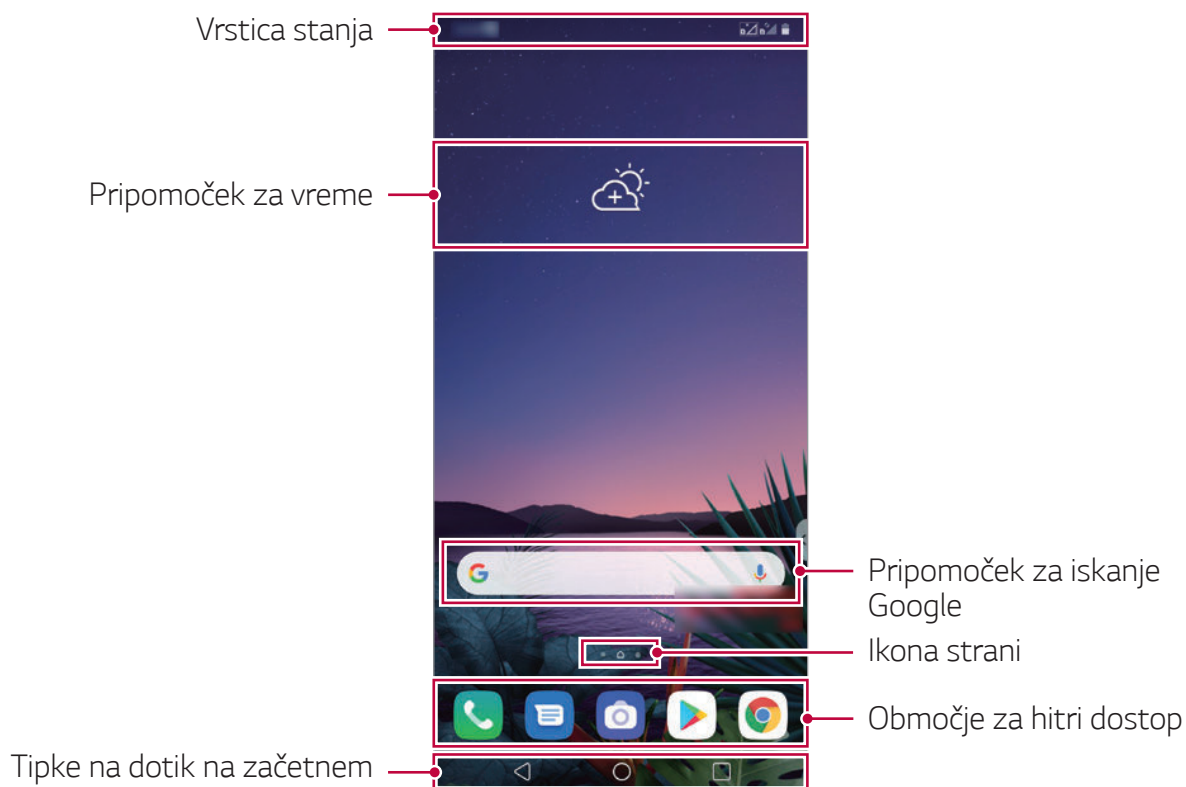 Vrstica stanja
Pripomoček za vreme
Pripomoček za iskanje
Google
Ikona strani
Območje za hitri dostop
Tipke na dotik na začetnem